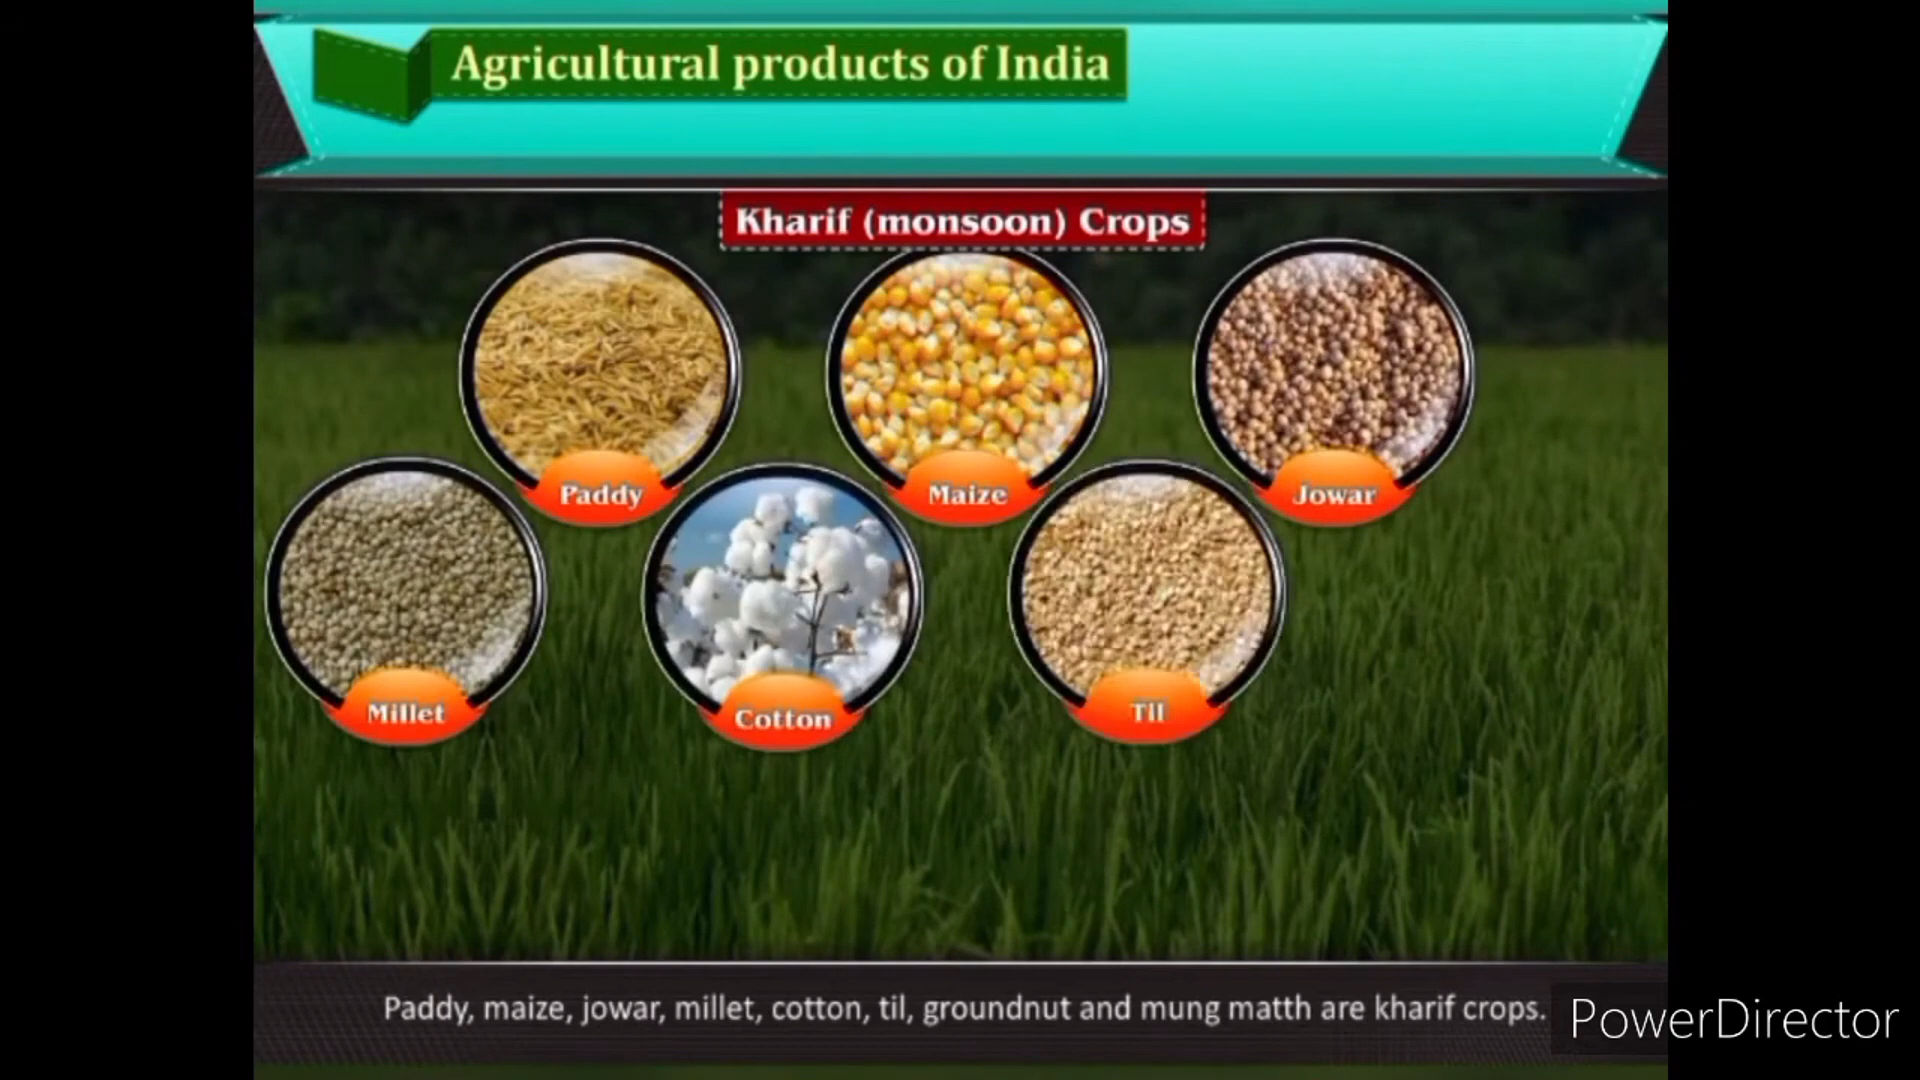 Agricultural products of India
Kharif (monsoon) Crops
Paddy
Maize
Jowar
Millet
Cotton
Til
Paddy, maize, jowar, millet, cotton, til, groundnut and mung matth are kharif crops.
PowerDirector